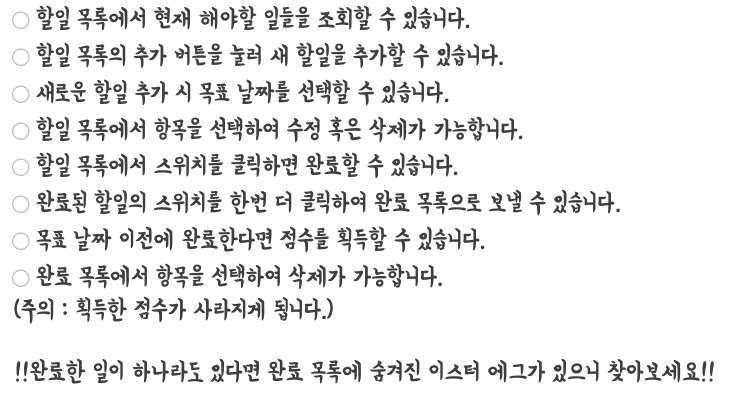 할일 목록에서 현재 해야할 일들을 조회할 수 있습니다.
할일 목록의 추가 버튼을 눌러 새 할일을 추가할 수 있습니다.
새로운 할일 추가 시 목표 날짜를 선택할 수 있습니다.
할일 목록에서 항목을 선택하여 수정 혹은 삭제가 가능합니다.
할일 목록에서 스위치를 클릭하면 완료할 수 있습니다.
완료된 할일의 스위치를 한번 더 클릭하여 완료 목록으로 보낼 수 있습니다.
목표 날짜 이전에 완료한다면 점수를 획득할 수 있습니다.
완료 목록에서 항목을 선택하여 삭제가 가능합니다.
(주의 : 획득한 점수가 사라지게 됩니다.)
!!완료한 일이 하나라도 있다면 완료 목록에 숨겨진 이스터 에그가 있으니 찾아보세요!!